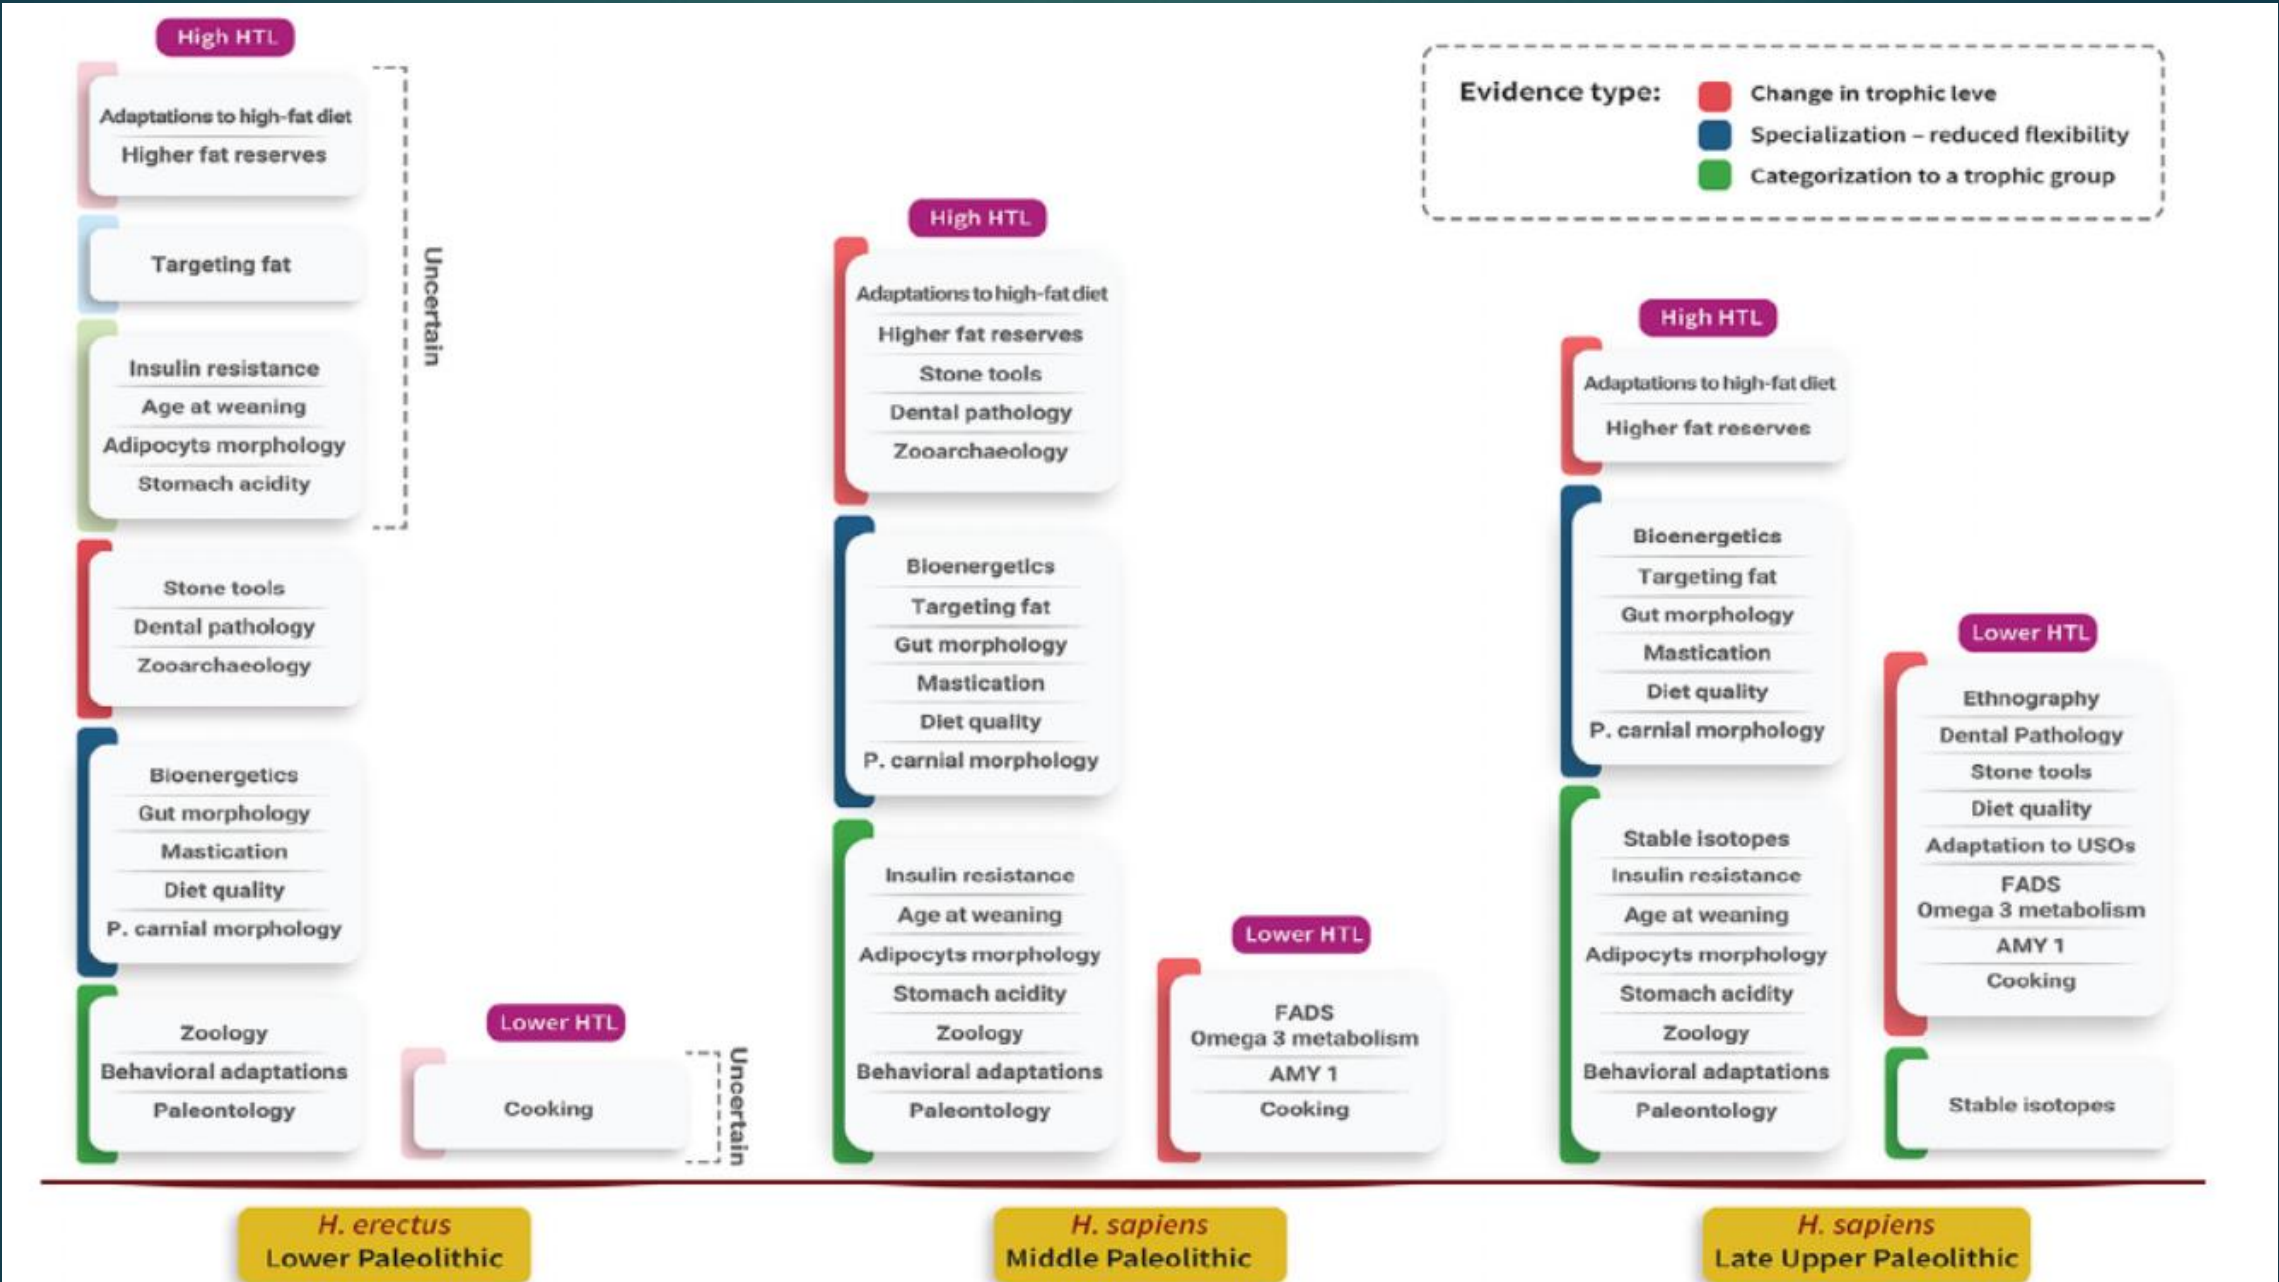 High HTL
Adaptations to high-fat diet
Higher fat reserves
Targeting fat
Insulin resistance
Age at weaning
Adipocyts morphology
Stomach acidity
Uncertain
Stone tools
Dental pathology
Zooarchaeology
Bioenergetics
Gut morphology
Mastication
Diet quality
P. carnial morphology
Zoology
Behavioral adaptations
Paleontology
Lower HTL
Cooking
Uncertain
H. erectus
Lower Paleolithic
High HTL
Adaptations to high-fat diet
Higher fat reserves
Stone tools
Dental pathology
Zooarchaeology
Bioenergetics
Targeting fat
Gut morphology
Mastication
Diet quality
P. carnial morphology
Insulin resistance
Age at weaning
Adipocyts morphology
Stomach acidity
Zoology
Behavioral adaptations
Paleontology
Lower HTL
FADS
Omega 3 metabolism
AMY 1
Cooking
H. sapiens
Middle Paleolithic
Evidence type:
Change in trophic leve
Specialization – reduced flexibility
Categorization to a trophic group
High HTL
Adaptations to high-fat diet
Higher fat reserves
Bioenergetics
Targeting fat
Gut morphology
Mastication
Diet quality
P. carnial morphology
Stable isotopes
Insulin resistance
Age at weaning
Adipocyts morphology
Stomach acidity
Zoology
Behavioral adaptations
Paleontology
Lower HTL
Ethnography
Dental Pathology
Stone tools
Diet quality
Adaptation to USOs
FADS
Omega 3 metabolism
AMY 1
Cooking
Stable isotopes
H. sapiens
Late Upper Paleolithic